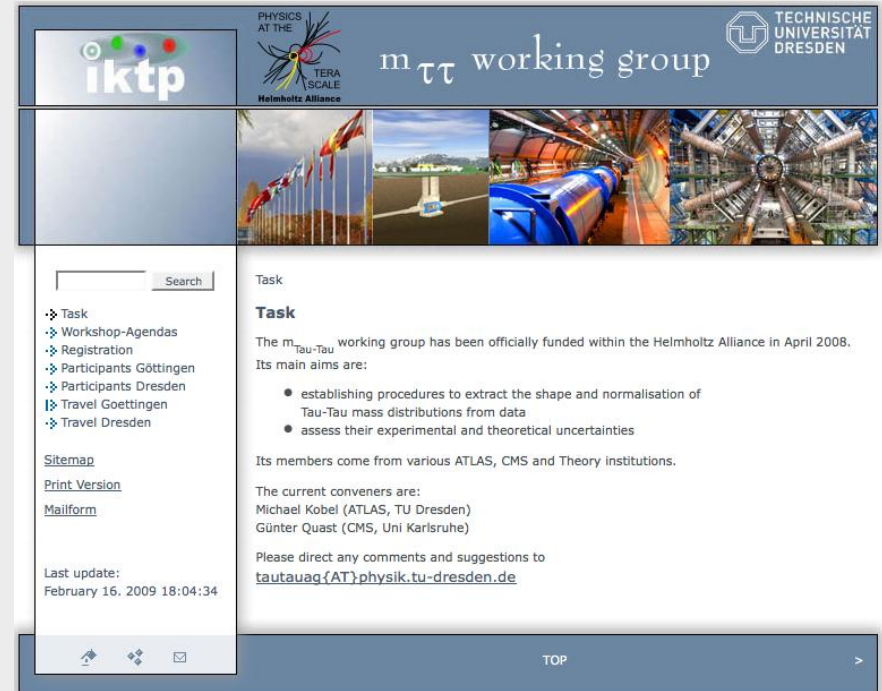 iktp
PHYSICS
AT THE
TERA
SCALE
Helmholtz Alliance
m ττ working group
TECHNISCHE
UNIVERSITÄT
DRESDEN
Search
Task
Workshop-Agendas
Registration
Participants Göttingen
Participants Dresden
Travel Goettingen
Travel Dresden
Sitemap
Print Version
Mailform
Last update:
February 16. 2009 18:04:34
Task
Task
The m Tau-Tau working group has been officially funded within the Helmholtz Alliance in April 2008.
Its main aims are:
establishing procedures to extract the shape and normalisation of
Tau-Tau mass distributions from data
assess their experimental and theoretical uncertainties
Its members come from various ATLAS, CMS and Theory institutions.
The current conveners are:
Michael Kobel (ATLAS, TU Dresden)
Günter Quast (CMS, Uni Karlsruhe)
Please direct any comments and suggestions to
tautauag{AT}physik.tu-dresden.de
TOP
>